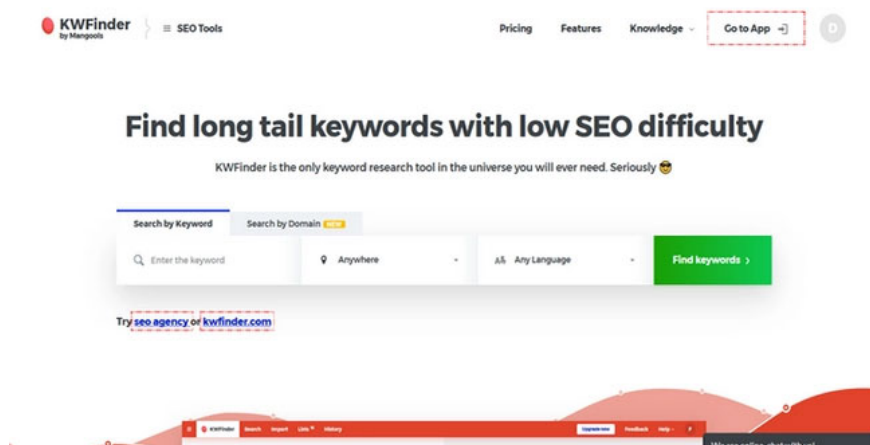 KWFinder
by Mangools
SEO Tools
Pricing Features Knowledge Go to App D
Find long tail keywords with low SEO difficulty
KWFinder is the only keyword research tool in the universe you will ever need. Seriously 😎
Search by Keyword Search by Domain NEW
Enter the keyword Anywhere Any Language Find keywords
Try seo agency or kwfinder.com
KWFinder Search Import Lists History Upgrade now Feedback Help